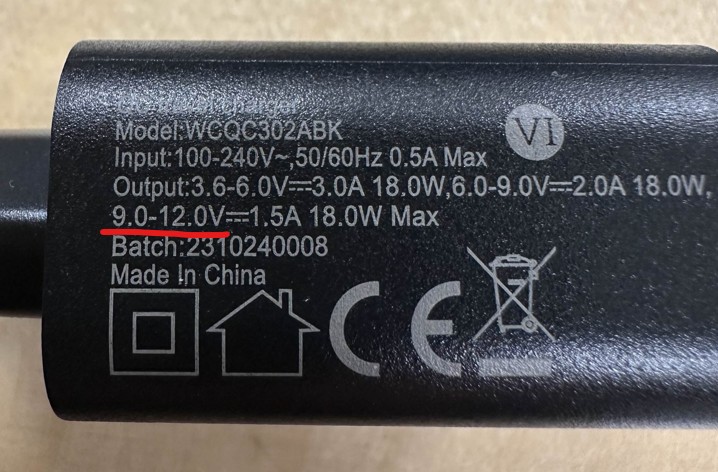 Charger
Model:WCQC302ABK
VI
Input:100-240V~,50/60Hz 0.5A Max
Output:3.6-6.0V⎓3.0A 18.0W,6.0-9.0V⎓2.0A 18.0W,
9.0-12.0V⎓1.5A 18.0W Max
Batch:2310240008
Made In China
CE